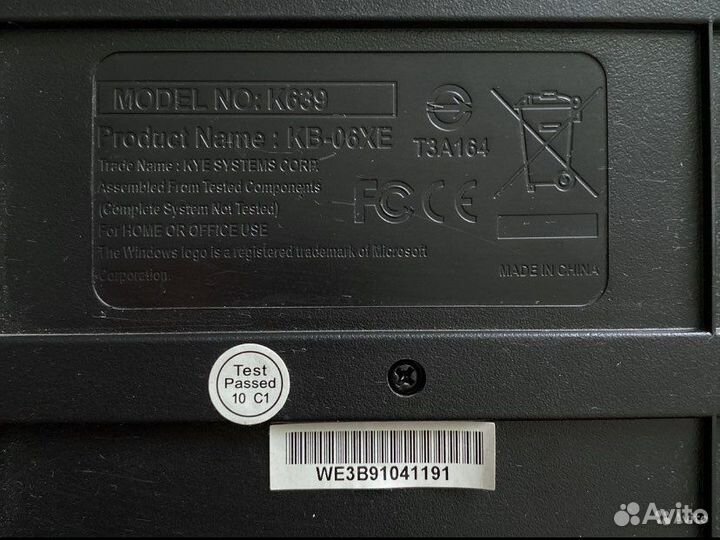 MODEL NO: K639
Product Name : KB-06XE
Trade Name : KYE SYSTEMS CORP.
Assembled From Tested Components
(Complete System Not Tested)
For HOME OR OFFICE USE
The Windows logo is a registered trademark of Microsoft
Corporation.
FC CE
T3A164
MADE IN CHINA
Test
Passed
10 C1
WE3B91041191
Avito